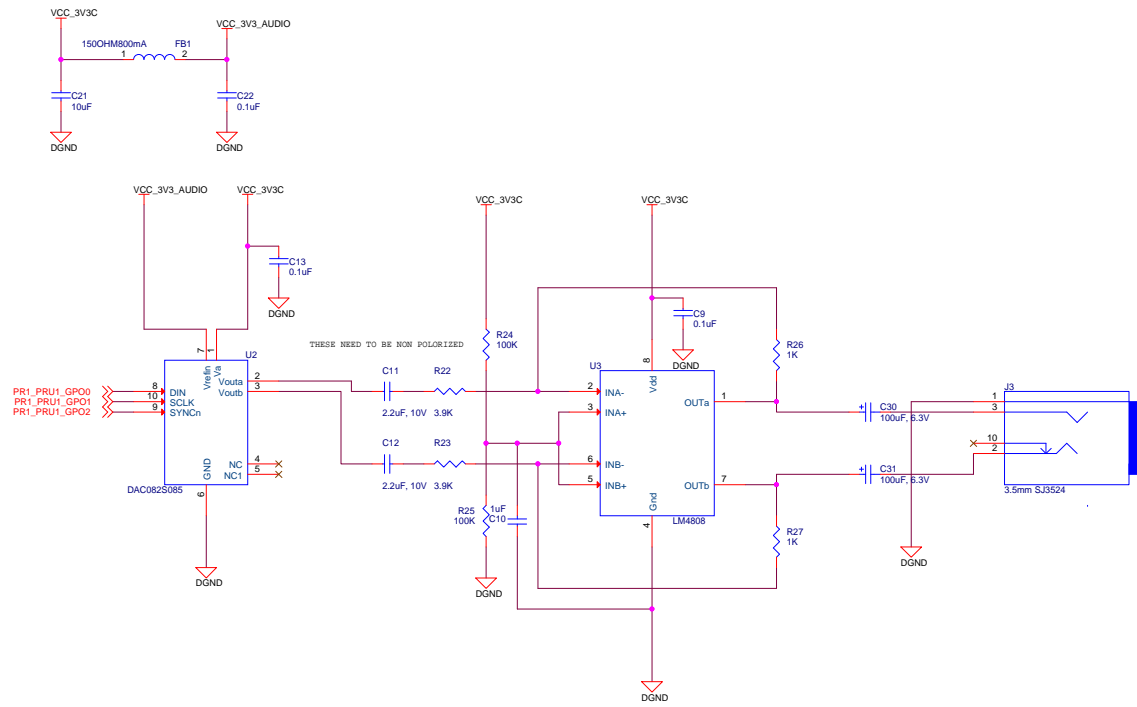 VCC_3V3C
VCC_3V3_AUDIO
150OHM800mA
FB1
1
2
C21
10uF
C22
0.1uF
DGND
DGND
VCC_3V3_AUDIO
VCC_3V3C
VCC_3V3C
VCC_3V3C
C13
0.1uF
DGND
C9
0.1uF
DGND
R24
100K
R26
1K
THESE NEED TO BE NON POLORIZED
U2
7
1
Vrefin
Va
PR1_PRU1_GPO0
8
DIN
PR1_PRU1_GPO1
10
SCLK
PR1_PRU1_GPO2
9
SYNCn
Vouta
2
Voutb
3
NC
4
NC1
5
GND
6
DAC082S085
DGND
C11
R22
2.2uF, 10V
3.9K
C12
R23
2.2uF, 10V
3.9K
U3
8
Vdd
2
INA-
3
INA+
6
INB-
5
INB+
OUTa
1
OUTb
7
Gnd
4
LM4808
R25
100K
1uF
C10
DGND
R27
1K
+
C30
100uF, 6.3V
+
C31
100uF, 6.3V
J3
1
3
10
2
3.5mm SJ3524
DGND
DGND